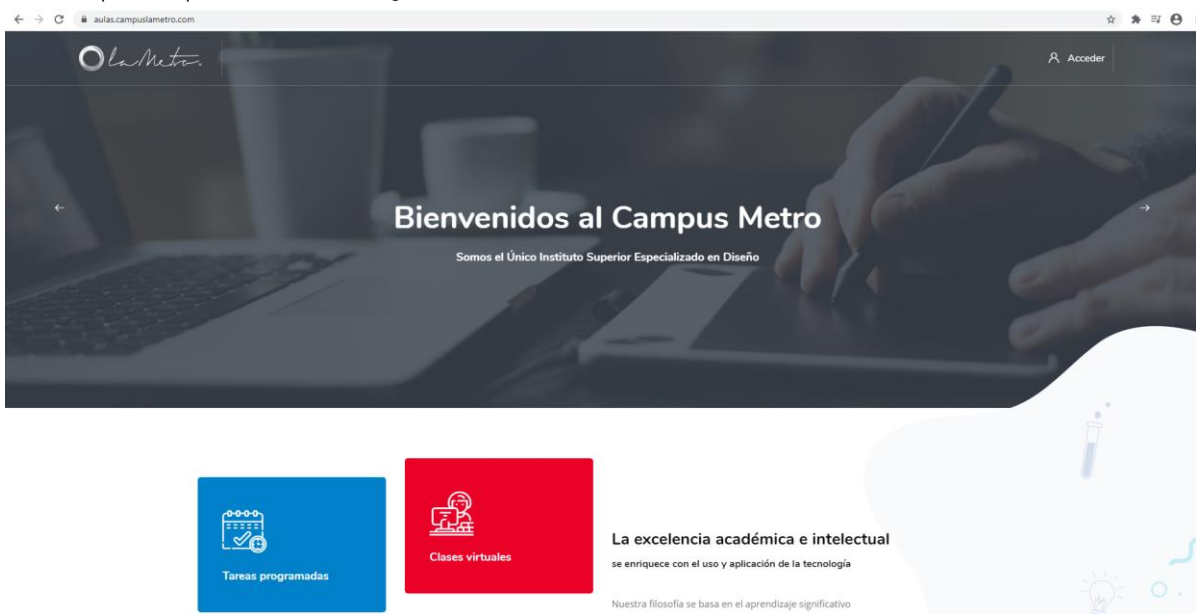 aulas.campuslametro.com
la Metro.
Acceder
Bienvenidos al Campus Metro
Somos el Único Instituto Superior Especializado en Diseño
Tareas programadas
Clases virtuales
La excelencia académica e intelectual
se enriquece con el uso y aplicación de la tecnología
Nuestra filosofía se basa en el aprendizaje significativo